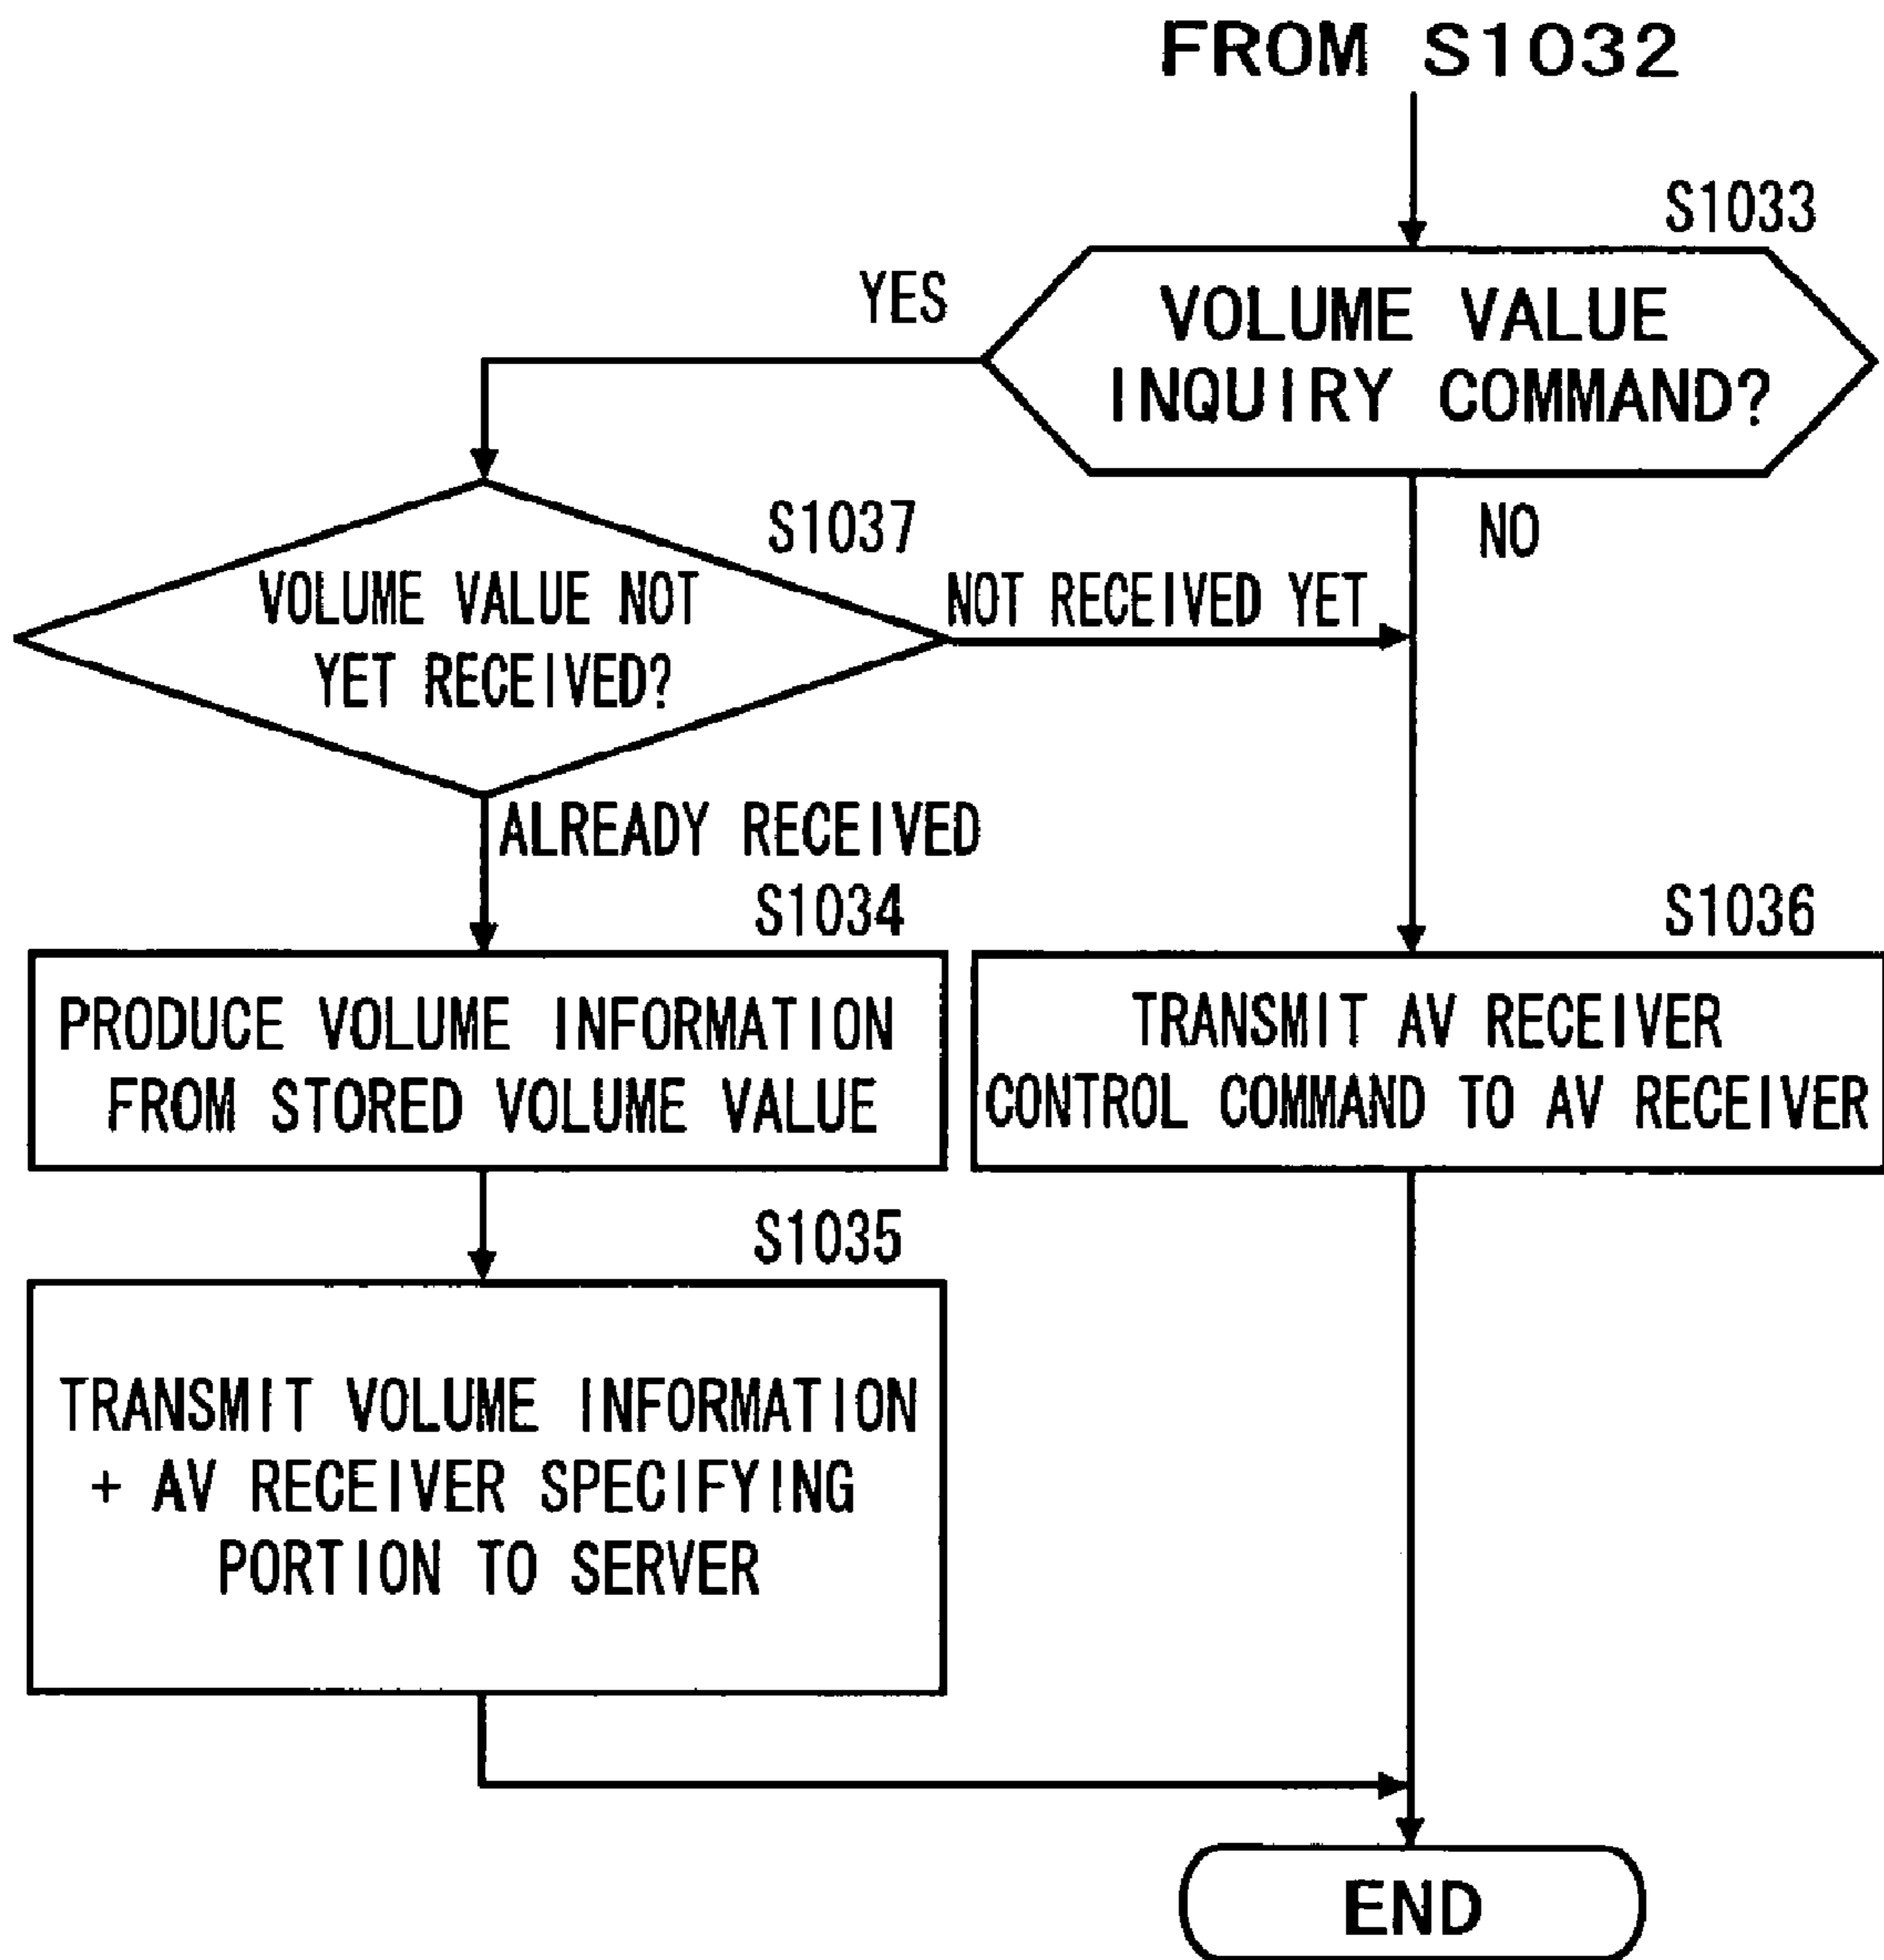 FROM S1032
S1033
YES
VOLUME VALUE
INQUIRY COMMAND?
S1037
NO
VOLUME VALUE NOT
YET RECEIVED?
NOT RECEIVED YET
ALREADY RECEIVED
S1034
S1036
PRODUCE VOLUME INFORMATION
FROM STORED VOLUME VALUE
TRANSMIT AV RECEIVER
CONTROL COMMAND TO AV RECEIVER
S1035
TRANSMIT VOLUME INFORMATION
+ AV RECEIVER SPECIFYING
PORTION TO SERVER
END